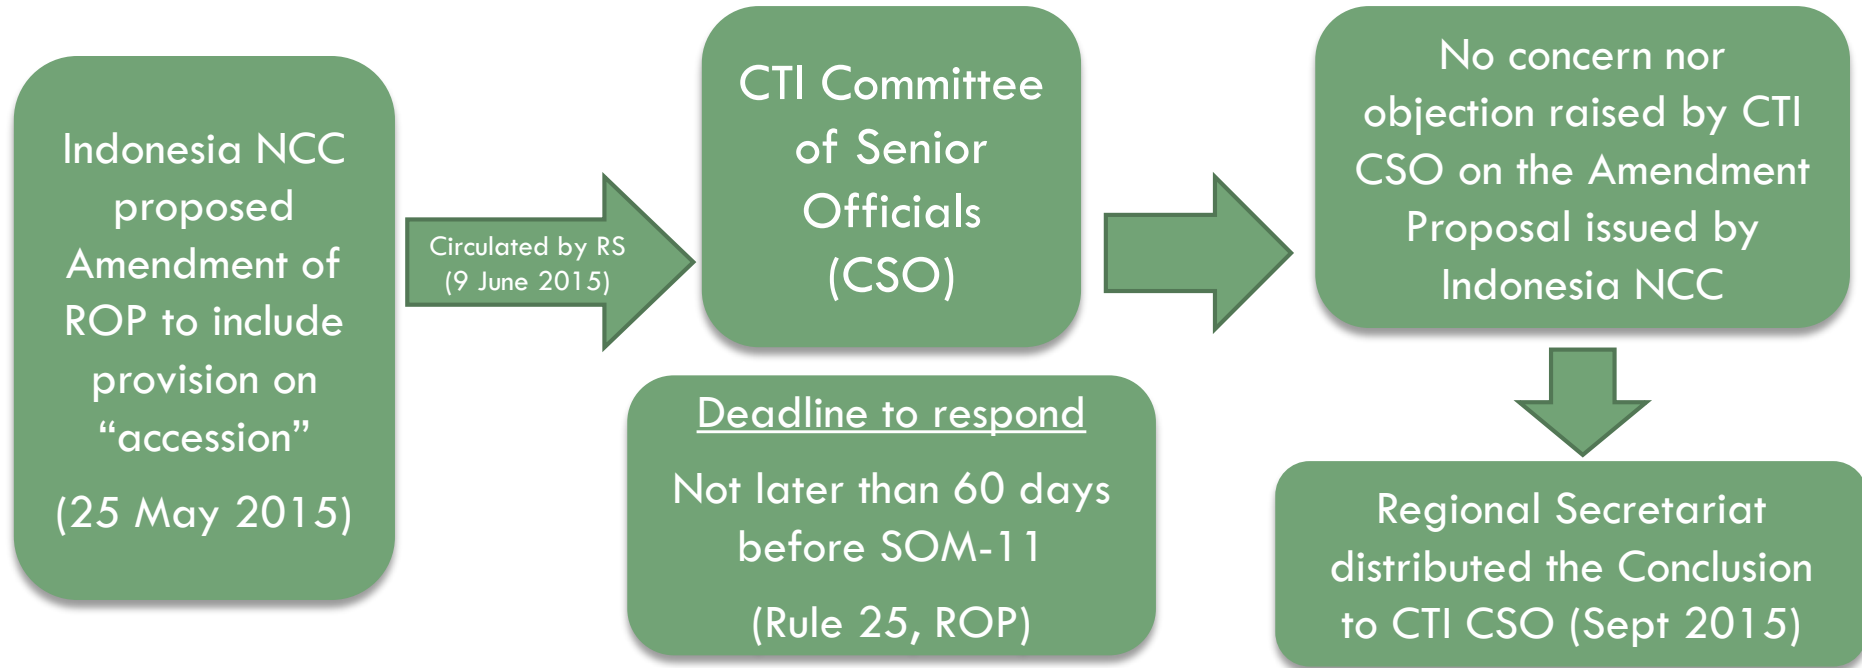 Indonesia NCC
proposed
Amendment of
ROP to include
provision on
“accession”
(25 May 2015)
Circulated by RS
(9 June 2015)
CTI Committee
of Senior
Officials
(CSO)
Deadline to respond
Not later than 60 days
before SOM-11
(Rule 25, ROP)
No concern nor
objection raised by CTI
CSO on the Amendment
Proposal issued by
Indonesia NCC
Regional Secretariat
distributed the Conclusion
to CTI CSO (Sept 2015)